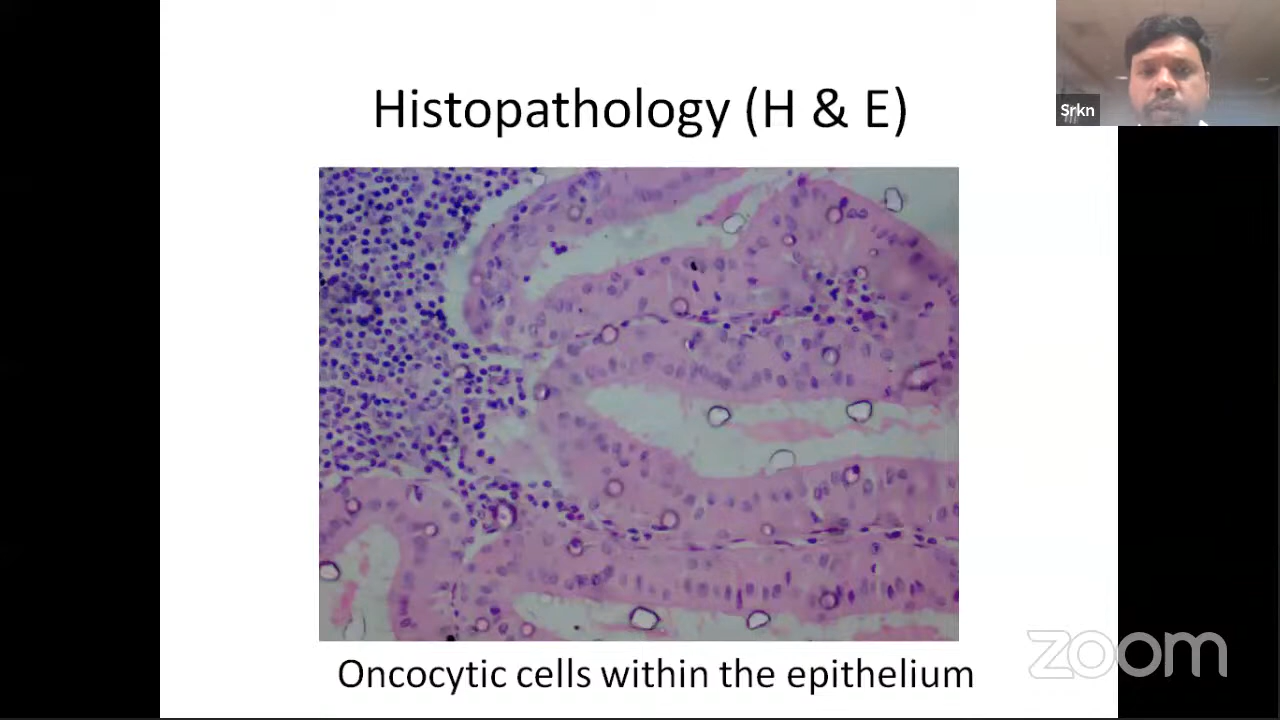 Histopathology (H & E)
Srkn
Oncocytic cells within the epithelium
zoom